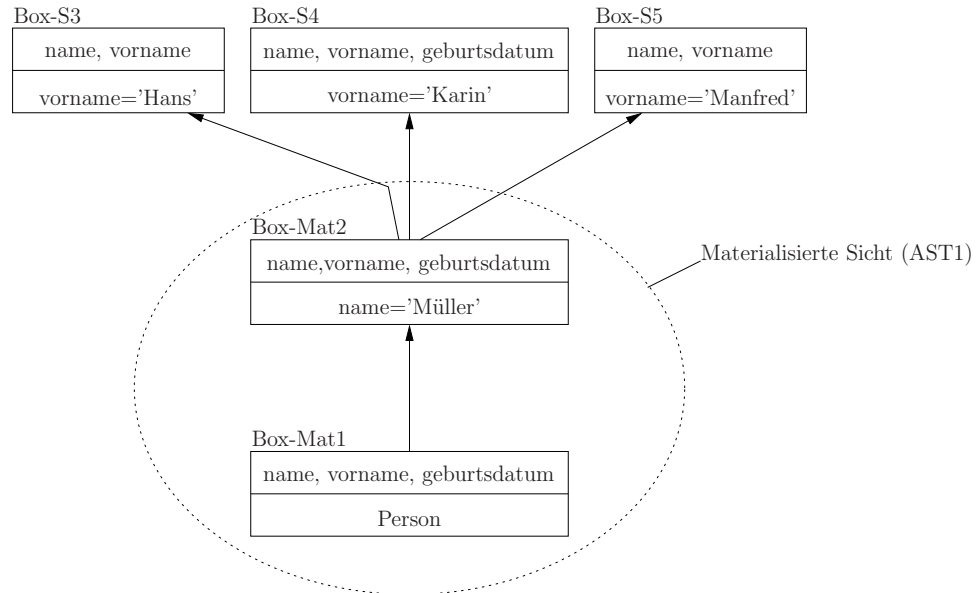 Box-S3
name, vorname
vorname='Hans'
Box-S4
name, vorname, geburtsdatum
vorname='Karin'
Box-S5
name, vorname
vorname='Manfred'
Box-Mat2
name,vorname, geburtsdatum
name='Müller'
Materialisierte Sicht (AST1)
Box-Mat1
name, vorname, geburtsdatum
Person